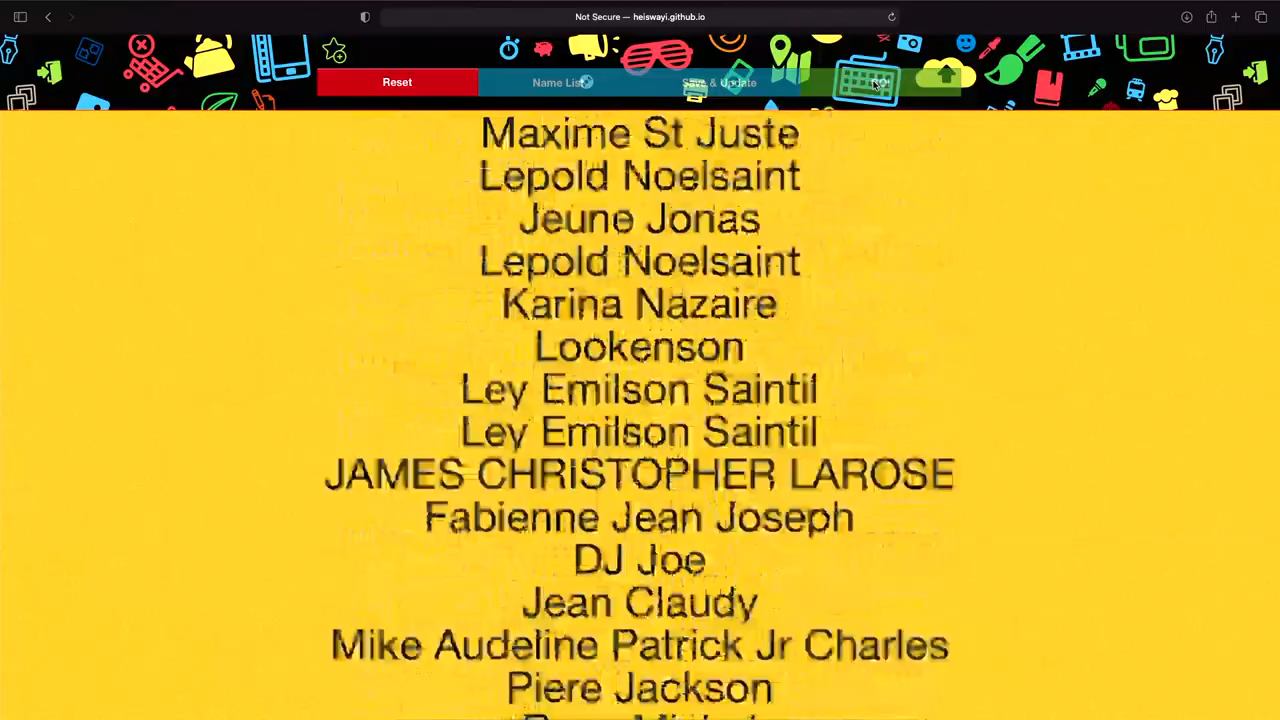 Not Secure — heiswayi.github.io
Reset
Name List
Save & Update
GO!
Maxime St Juste
Lepold Noelsaint
Jeune Jonas
Lepold Noelsaint
Karina Nazaire
Lookenson
Ley Emilson Saintil
Ley Emilson Saintil
JAMES CHRISTOPHER LAROSE
Fabienne Jean Joseph
DJ Joe
Jean Claudy
Mike Audeline Patrick Jr Charles
Piere Jackson